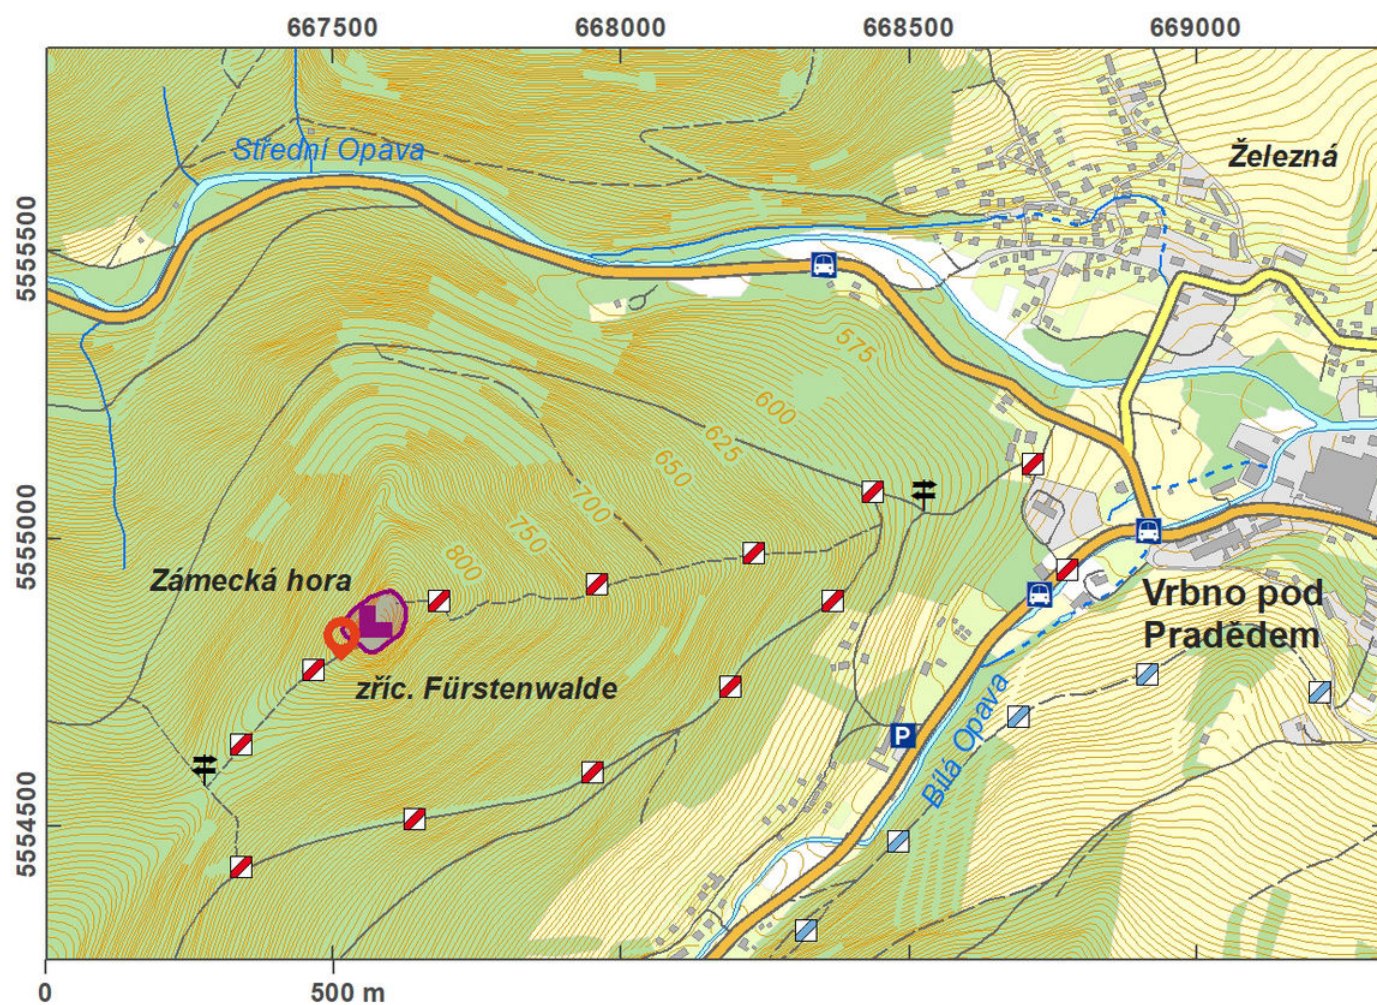 667500
668000
668500
669000
Střední Opava
Železná
5555500
575
600
625
650
700
750
800
5555000
Zámecká hora
Vrbno pod
Pradědem
zříc. Fürstenwalde
P
Bílá Opava
5554500
0
500 m